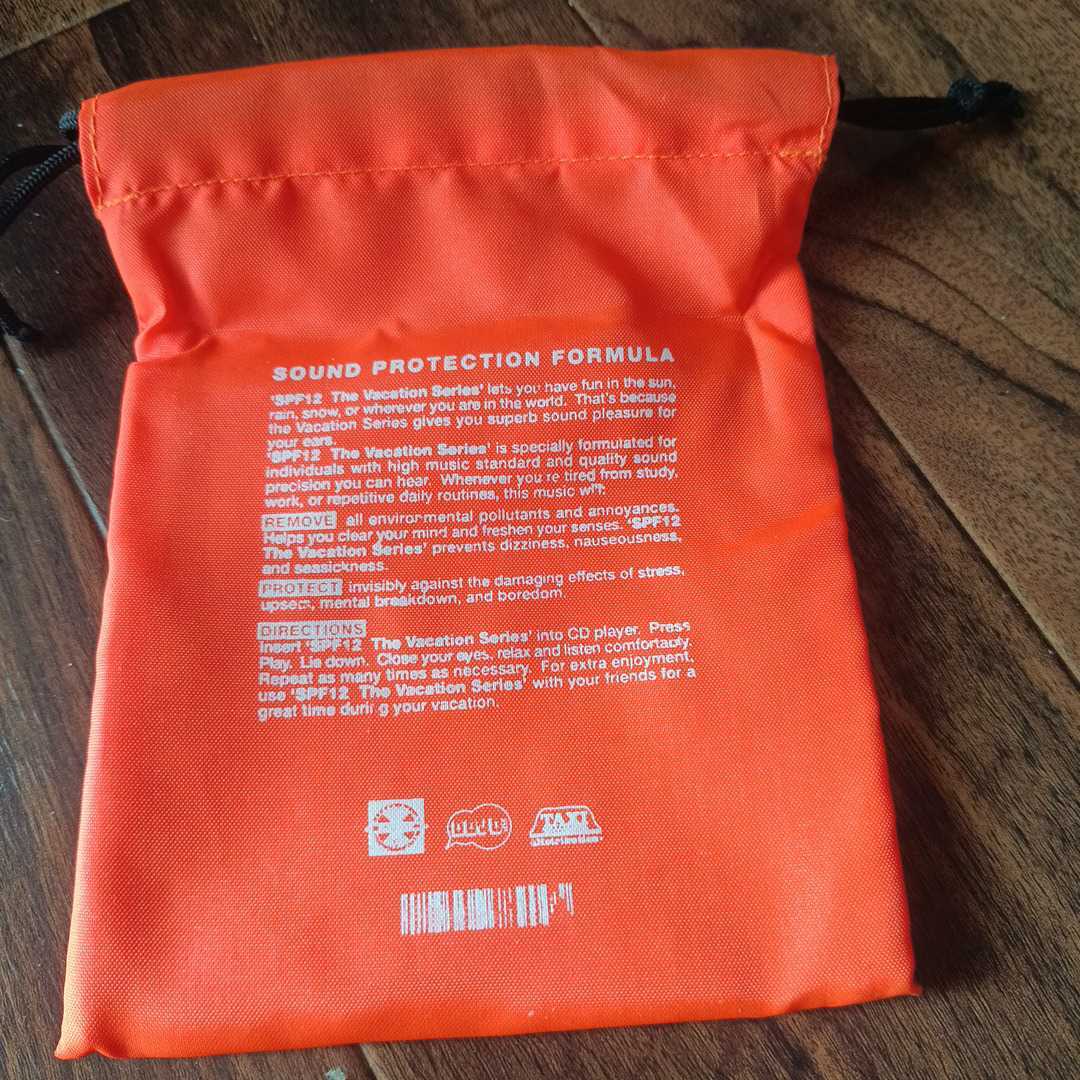 SOUND PROTECTION FORMULA
'SPF12 The Vacation Series' lets you have fun in the sun,
rain, snow, or wherever you are in the world. That's because
the Vacation Series gives you superb sound pleasure for
your ears.
'SPF12 The Vacation Series' is specially formulated for
individuals with high music standard and quality sound
precision you can hear. Whenever you're tired from study,
work, or repetitive daily routines, this music will:
REMOVE all environmental pollutants and annoyances.
Helps you clear your mind and freshen your senses. 'SPF12
The Vacation Series' prevents dizziness, nauseousness,
and seasickness.
PROTECT invisibly against the damaging effects of stress,
upsets, mental breakdown, and boredom.
DIRECTIONS
Insert 'SPF12 The Vacation Series' into CD player. Press
Play. Lie down. Close your eyes, relax and listen comfortably.
Repeat as many times as necessary. For extra enjoyment,
use 'SPF12 The Vacation Series' with your friends for a
great time during your vacation.
TAXI
Distribution